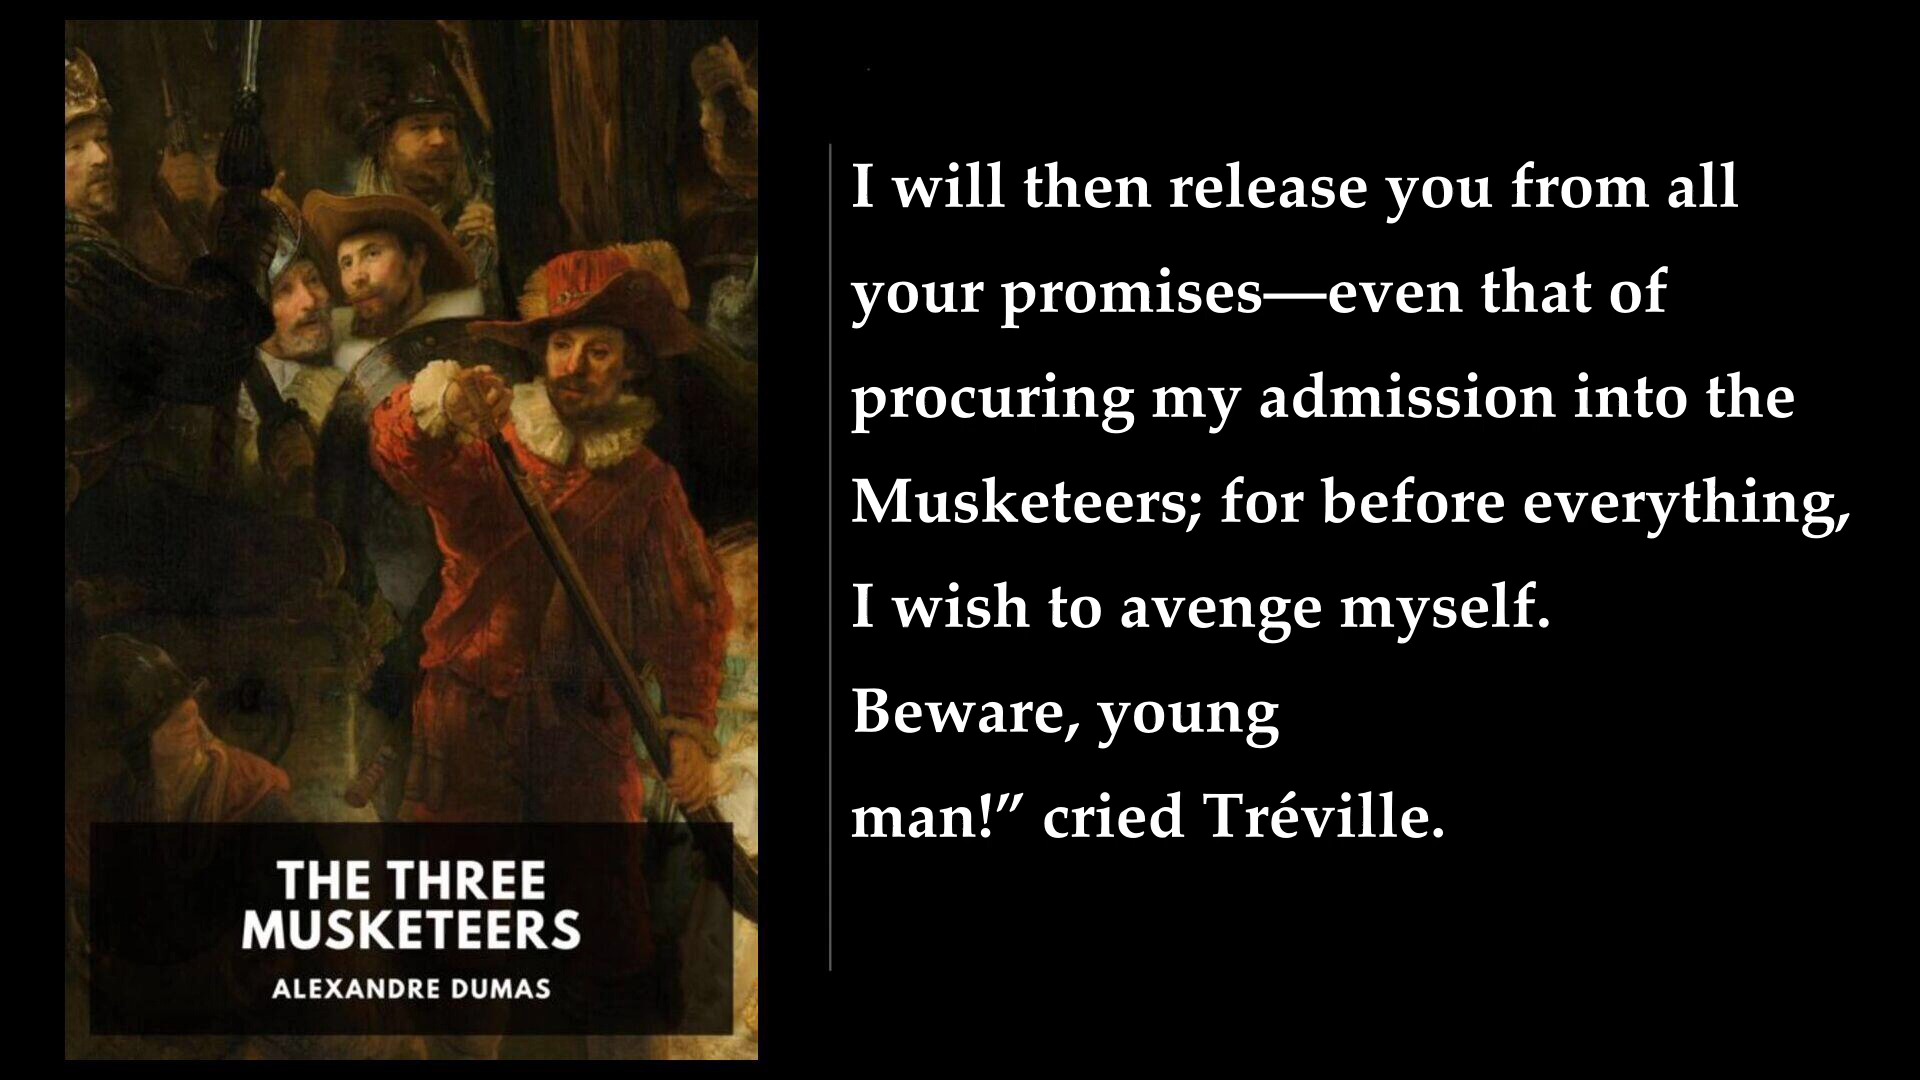 I will then release you from all
your promises—even that of
procuring my admission into the
Musketeers; for before everything,
I wish to avenge myself.
Beware, young
man!” cried Tréville.
THE THREE
MUSKETEERS
ALEXANDRE DUMAS